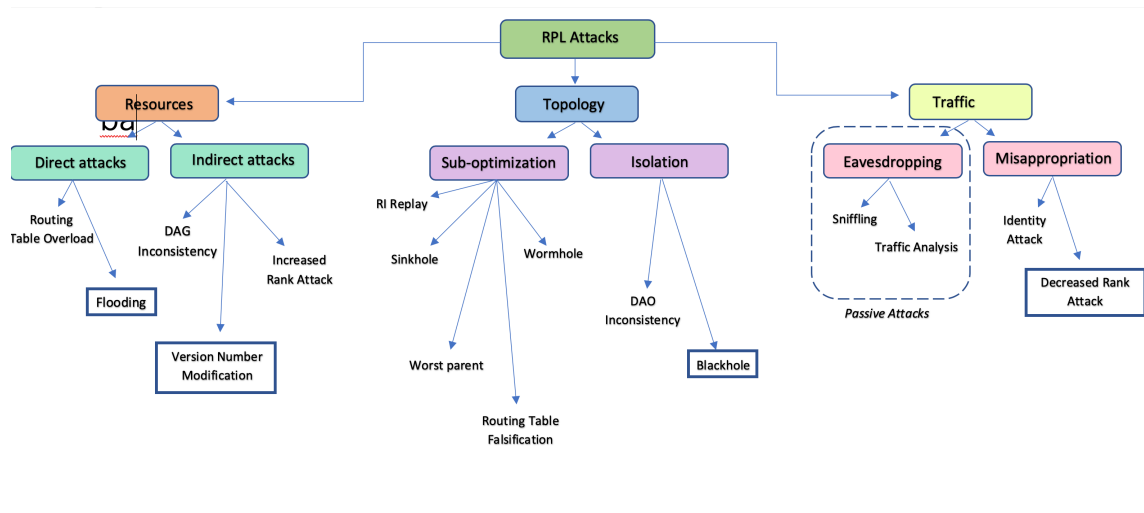 RPL Attacks
Resources
ba
Topology
Traffic
Direct attacks
Indirect attacks
Sub-optimization
Isolation
Eavesdropping
Misappropriation
Routing
Table Overload
Flooding
DAG
Inconsistency
Increased
Rank Attack
Version Number
Modification
RI Replay
Sinkhole
Wormhole
Worst parent
Routing Table
Falsification
DAO
Inconsistency
Blackhole
Sniffling
Traffic Analysis
Passive Attacks
Identity
Attack
Decreased Rank
Attack